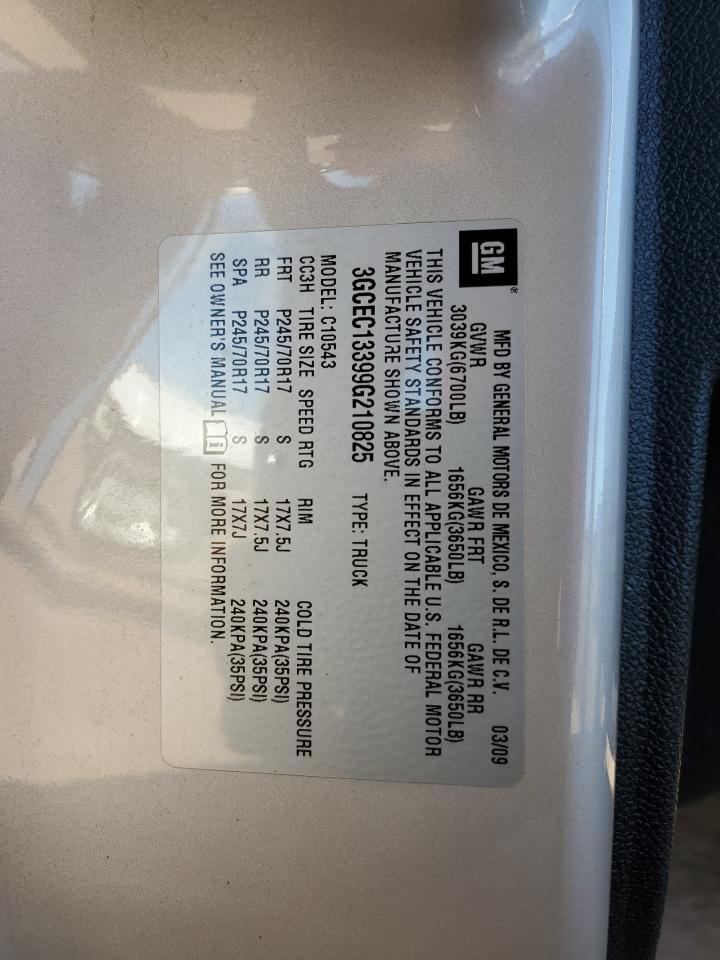 GM®
MFD BY GENERAL MOTORS DE MEXICO, S. DE R.L. DE C.V. 03/09
GVWR GAWR FRT GAWR RR
3039KG(6700LB) 1656KG(3650LB) 1656KG(3650LB)
THIS VEHICLE CONFORMS TO ALL APPLICABLE U.S. FEDERAL MOTOR
VEHICLE SAFETY STANDARDS IN EFFECT ON THE DATE OF
MANUFACTURE SHOWN ABOVE.
3GCEC13399G210825 TYPE: TRUCK
MODEL: C10543
CC3H TIRE SIZE SPEED RTG RIM COLD TIRE PRESSURE
FRT P245/70R17 S 17X7.5J 240KPA(35PSI)
RR P245/70R17 S 17X7.5J 240KPA(35PSI)
SPA P245/70R17 S 17X7J 240KPA(35PSI)
SEE OWNER'S MANUAL i FOR MORE INFORMATION.